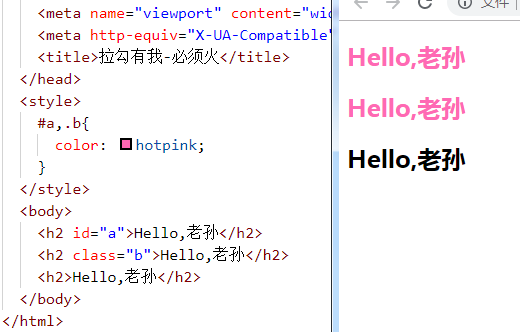 <meta name="viewport" content="wid
<meta http-equiv="X-UA-Compatible"
<title>拉勾有我-必须火</title>
</head>
<style>
#a,.b{
color: hotpink;
}
</style>
<body>
<h2 id="a">Hello,老孙</h2>
<h2 class="b">Hello,老孙</h2>
<h2>Hello,老孙</h2>
</body>
</html>
文件
Hello,老孙
Hello,老孙
Hello,老孙